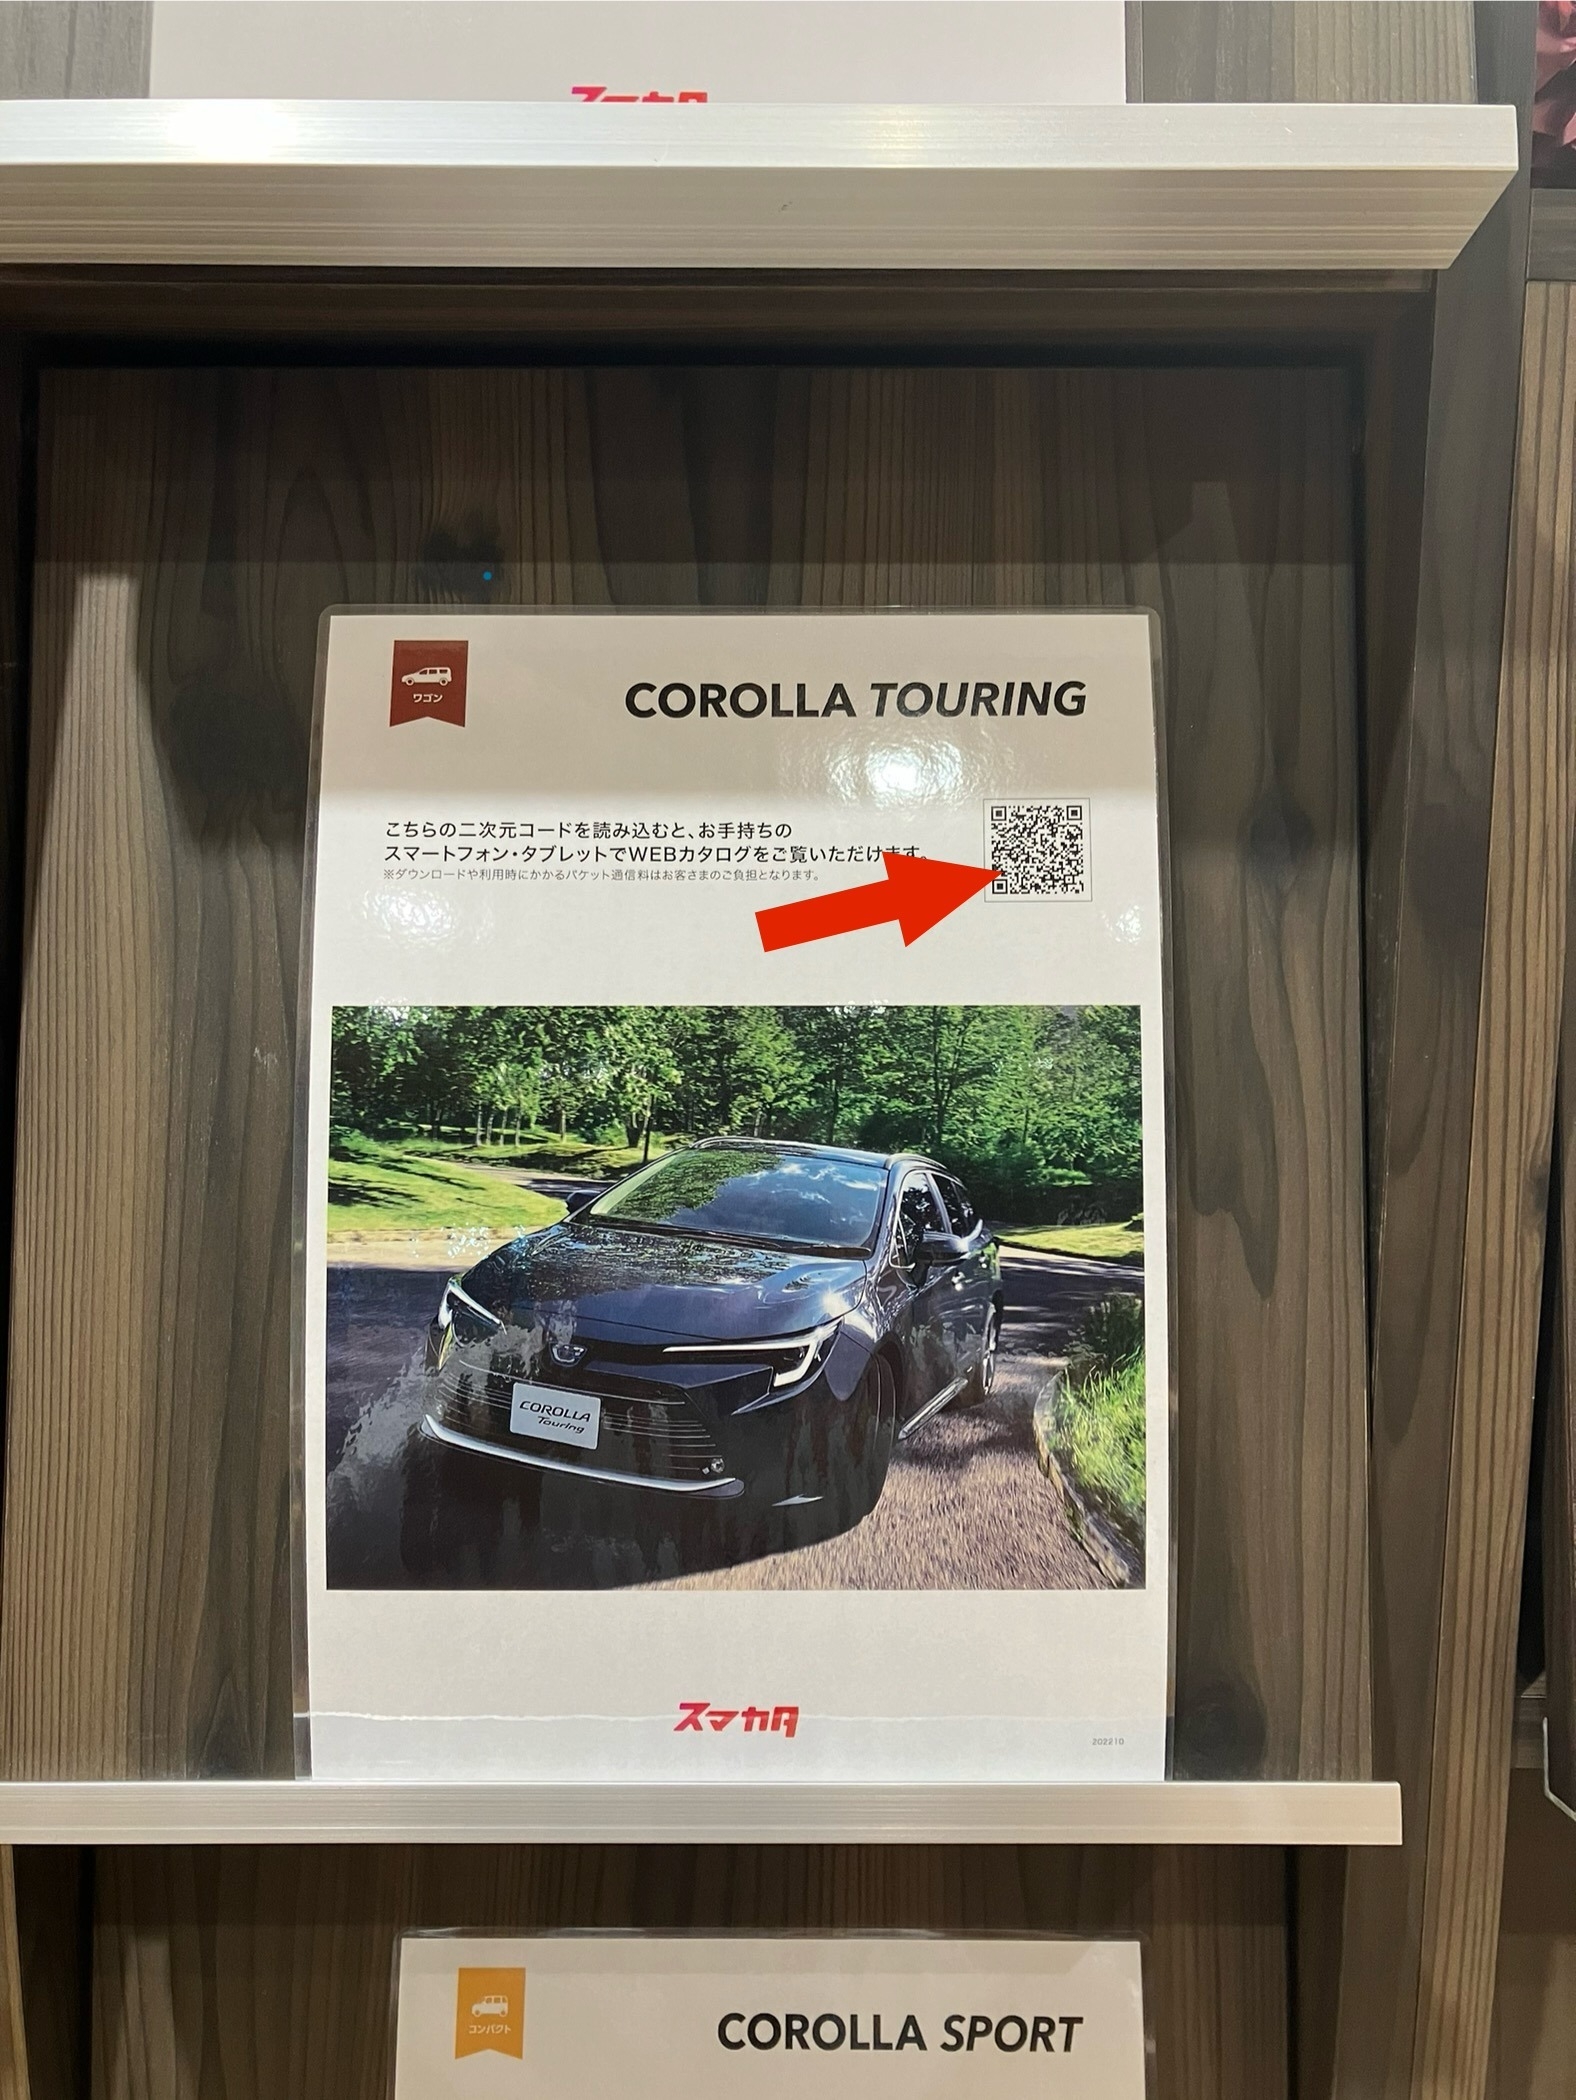 ワゴン
COROLLA TOURING
こちらの二次元コードを読み込むと、お手持ちの
スマートフォン・タブレットでWEBカタログをご覧いただけます。
※ダウンロードや利用時にかかるパケット通信料はお客さまのご負担となります。
COROLLA
Touring
スマカタ
202210
コンパクト
COROLLA SPORT